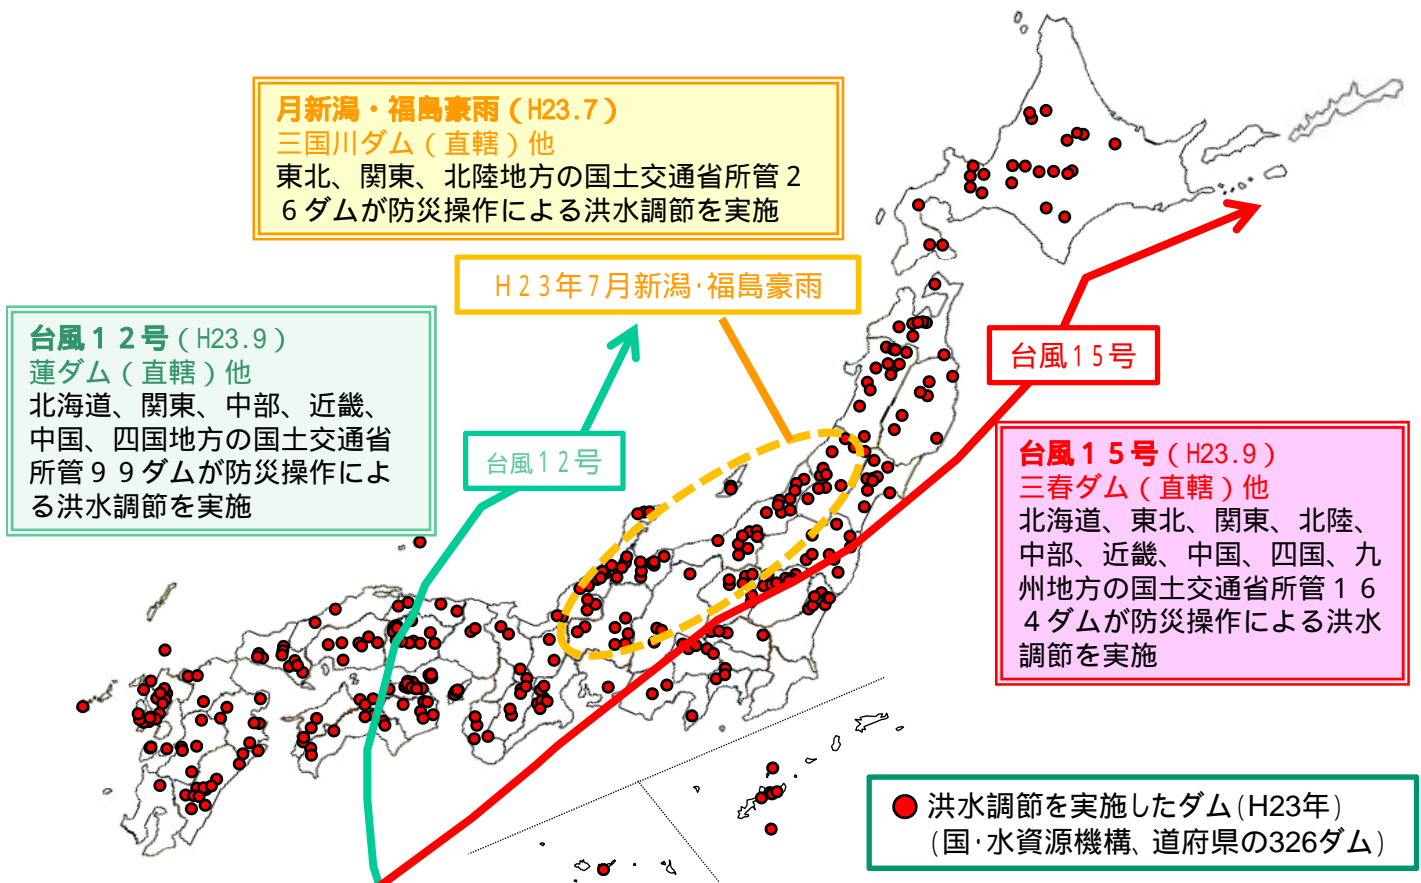 月新潟・福島豪雨（H23.7）
三国川ダム（直轄）他
東北、関東、北陸地方の国土交通省所管２
６ダムが防災操作による洪水調節を実施
H23年7月新潟・福島豪雨
台風１２号（H23.9）
蓮ダム（直轄）他
北海道、関東、中部、近畿、
中国、四国地方の国土交通省
所管９９ダムが防災操作によ
る洪水調節を実施
台風12号
台風15号
台風１５号（H23.9）
三春ダム（直轄）他
北海道、東北、関東、北陸、
中部、近畿、中国、四国、九
州地方の国土交通省所管１６
４ダムが防災操作による洪水
調節を実施
洪水調節を実施したダム(H23年)
(国・水資源機構、道府県の326ダム)